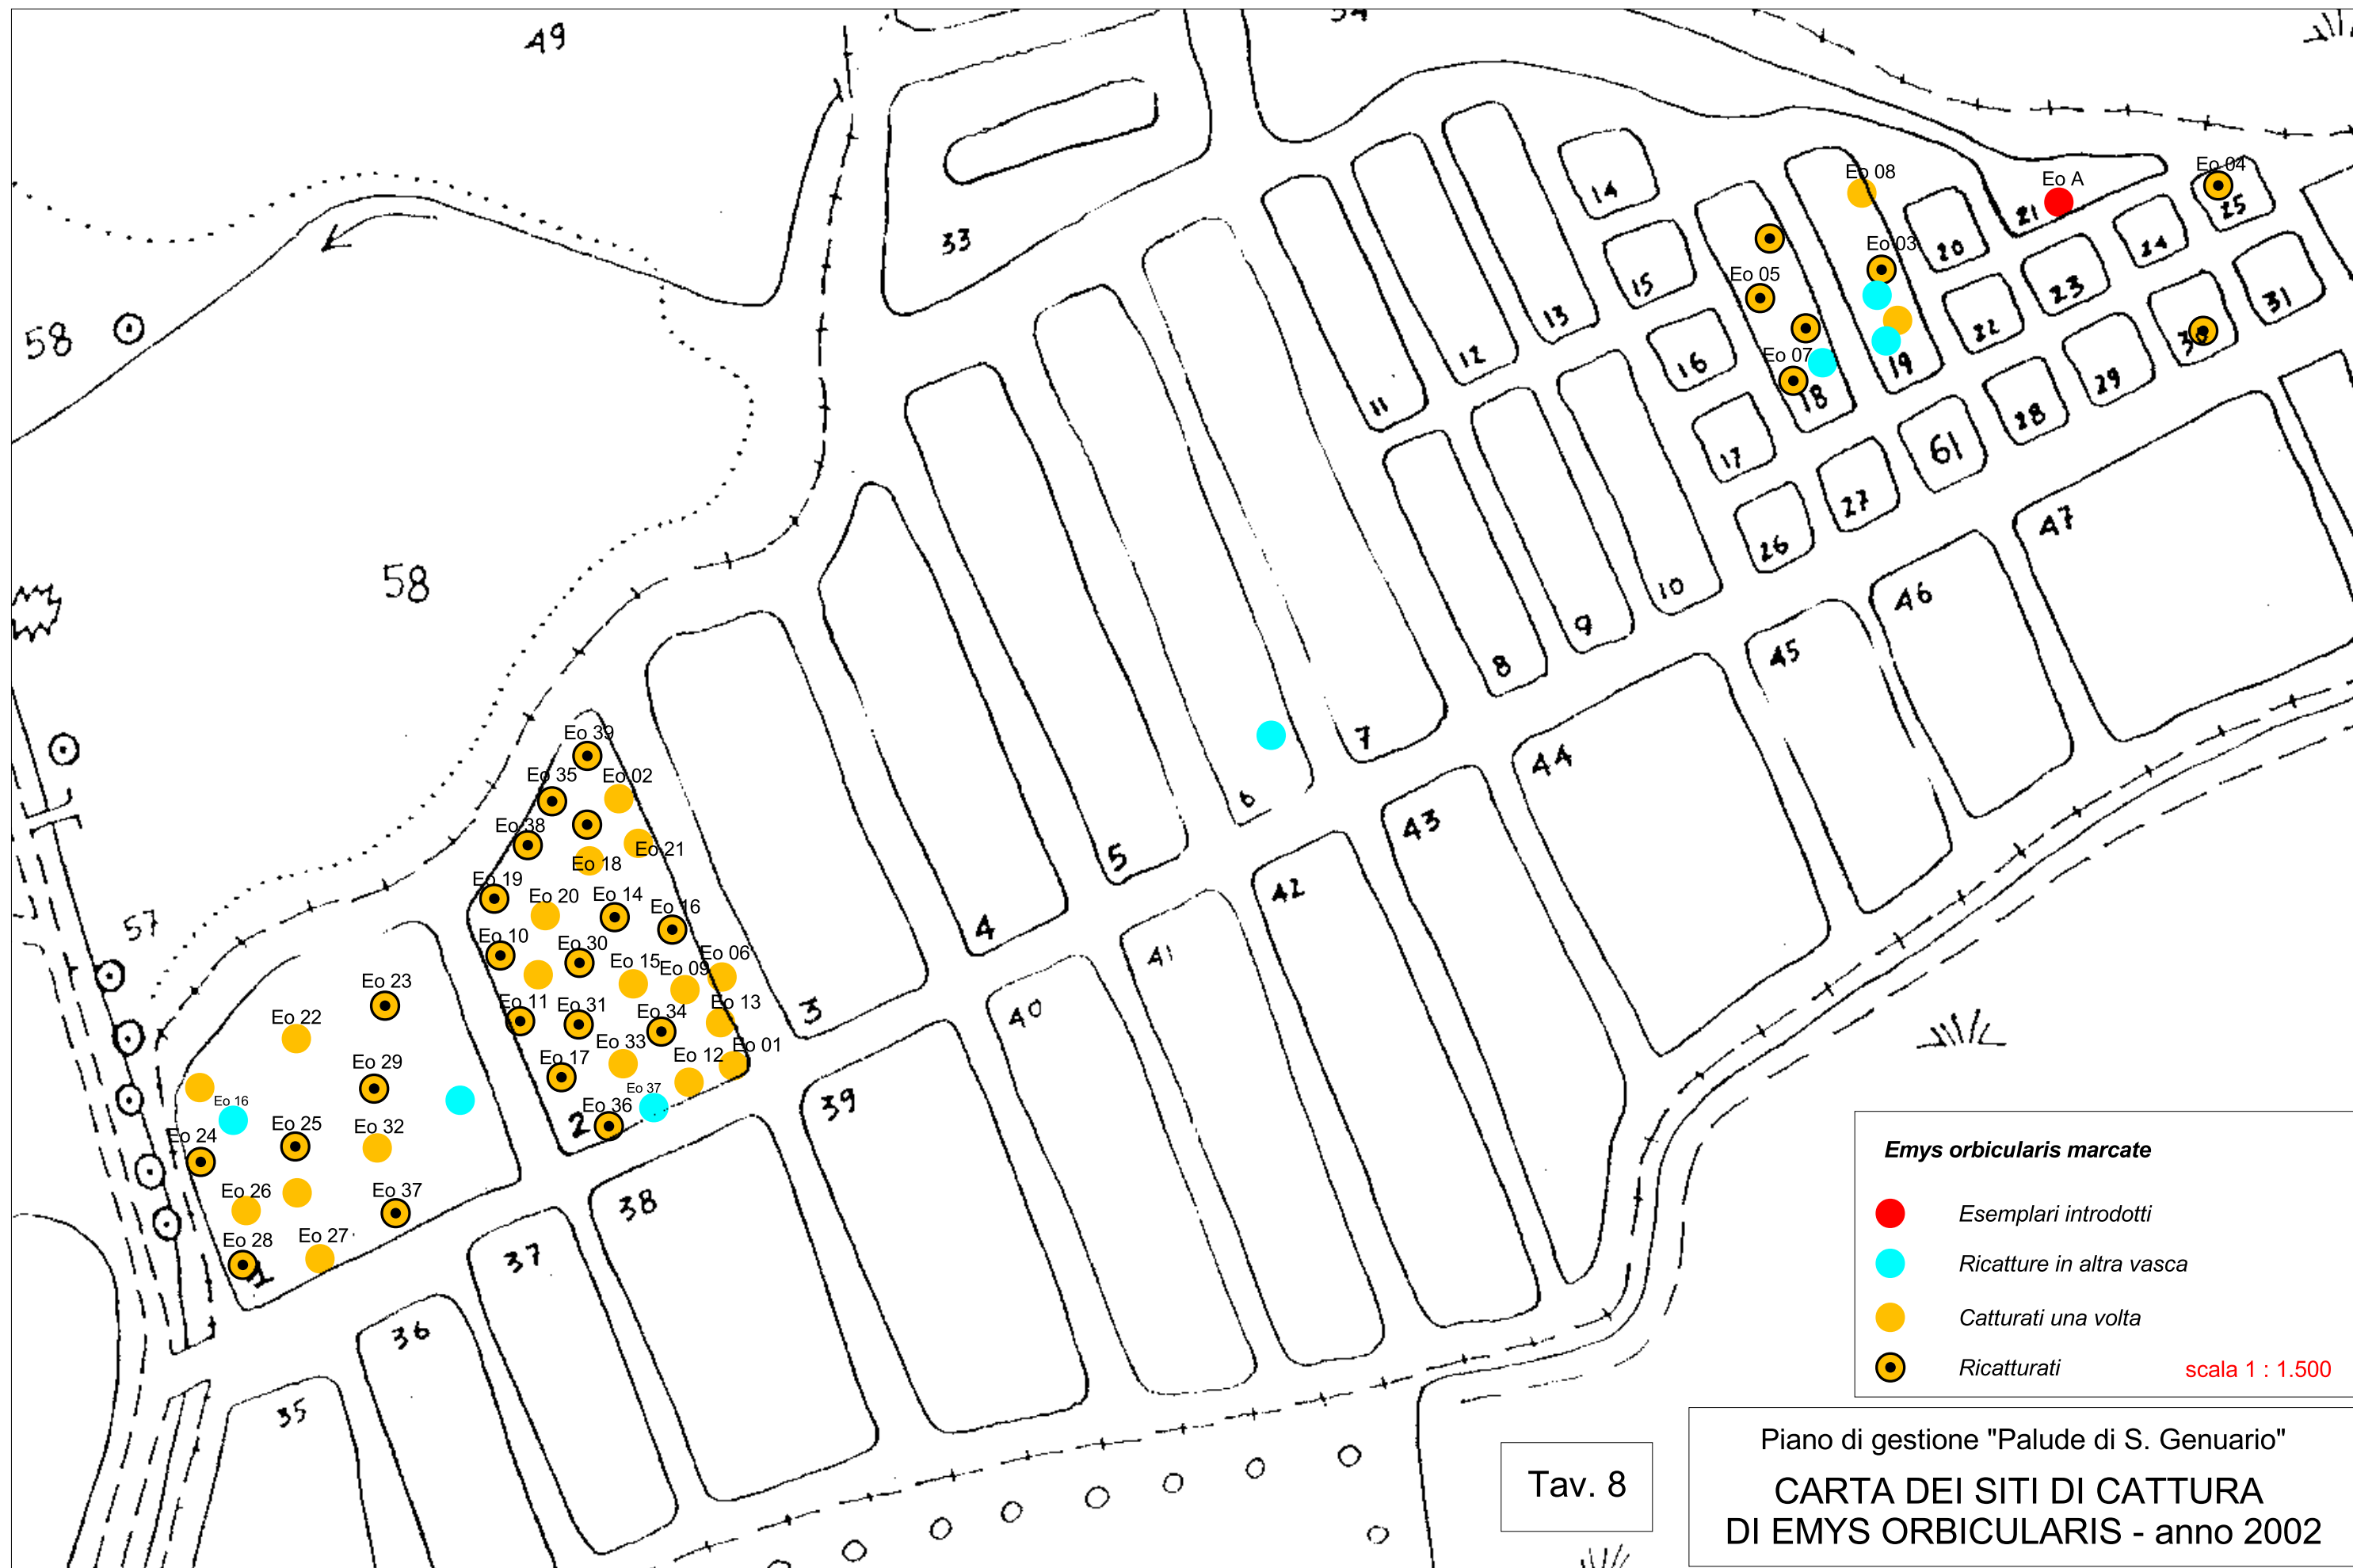 49
54
58
33
14
15
16
17
13
12
11
Eo 08
Eo A
Eo 04
21
25
20
24
Eo 03
Eo 05
23
22
31
30
Eo 07
19
18
29
28
61
27
26
47
46
45
10
9
8
7
44
6
43
58
5
42
4
41
3
40
39
38
37
36
35
57
Eo 39
Eo 35
Eo 02
Eo 38
Eo 21
Eo 18
Eo 19
Eo 20
Eo 14
Eo 16
Eo 10
Eo 30
Eo 15
Eo 09
Eo 06
Eo 11
Eo 31
Eo 34
Eo 13
Eo 17
Eo 33
Eo 12
Eo 01
Eo 37
Eo 36
2
Eo 23
Eo 22
Eo 29
Eo 16
Eo 24
Eo 25
Eo 32
Eo 26
Eo 37
Eo 28
Eo 27
1
Emys orbicularis marcate
Esemplari introdotti
Ricatture in altra vasca
Catturati una volta
Ricatturati
scala 1 : 1.500
Tav. 8
Piano di gestione "Palude di S. Genuario"
CARTA DEI SITI DI CATTURA
DI EMYS ORBICULARIS - anno 2002